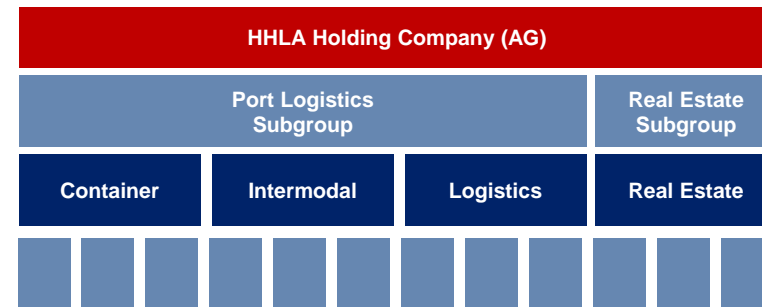 HHLA Holding Company (AG)
Port Logistics
Subgroup
Real Estate
Subgroup
Container
Intermodal
Logistics
Real Estate